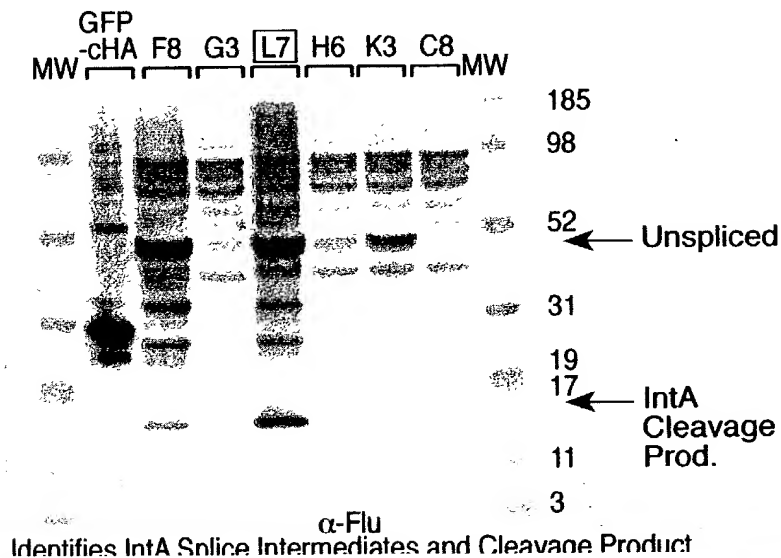 GFP
-cHA
MW F8 G3 L7 H6 K3 C8 MW
185
98
52
Unspliced
31
19
17
IntA
Cleavage
Prod.
11
3
α-Flu
Identifies IntA Splice Intermediates and Cleavage Product